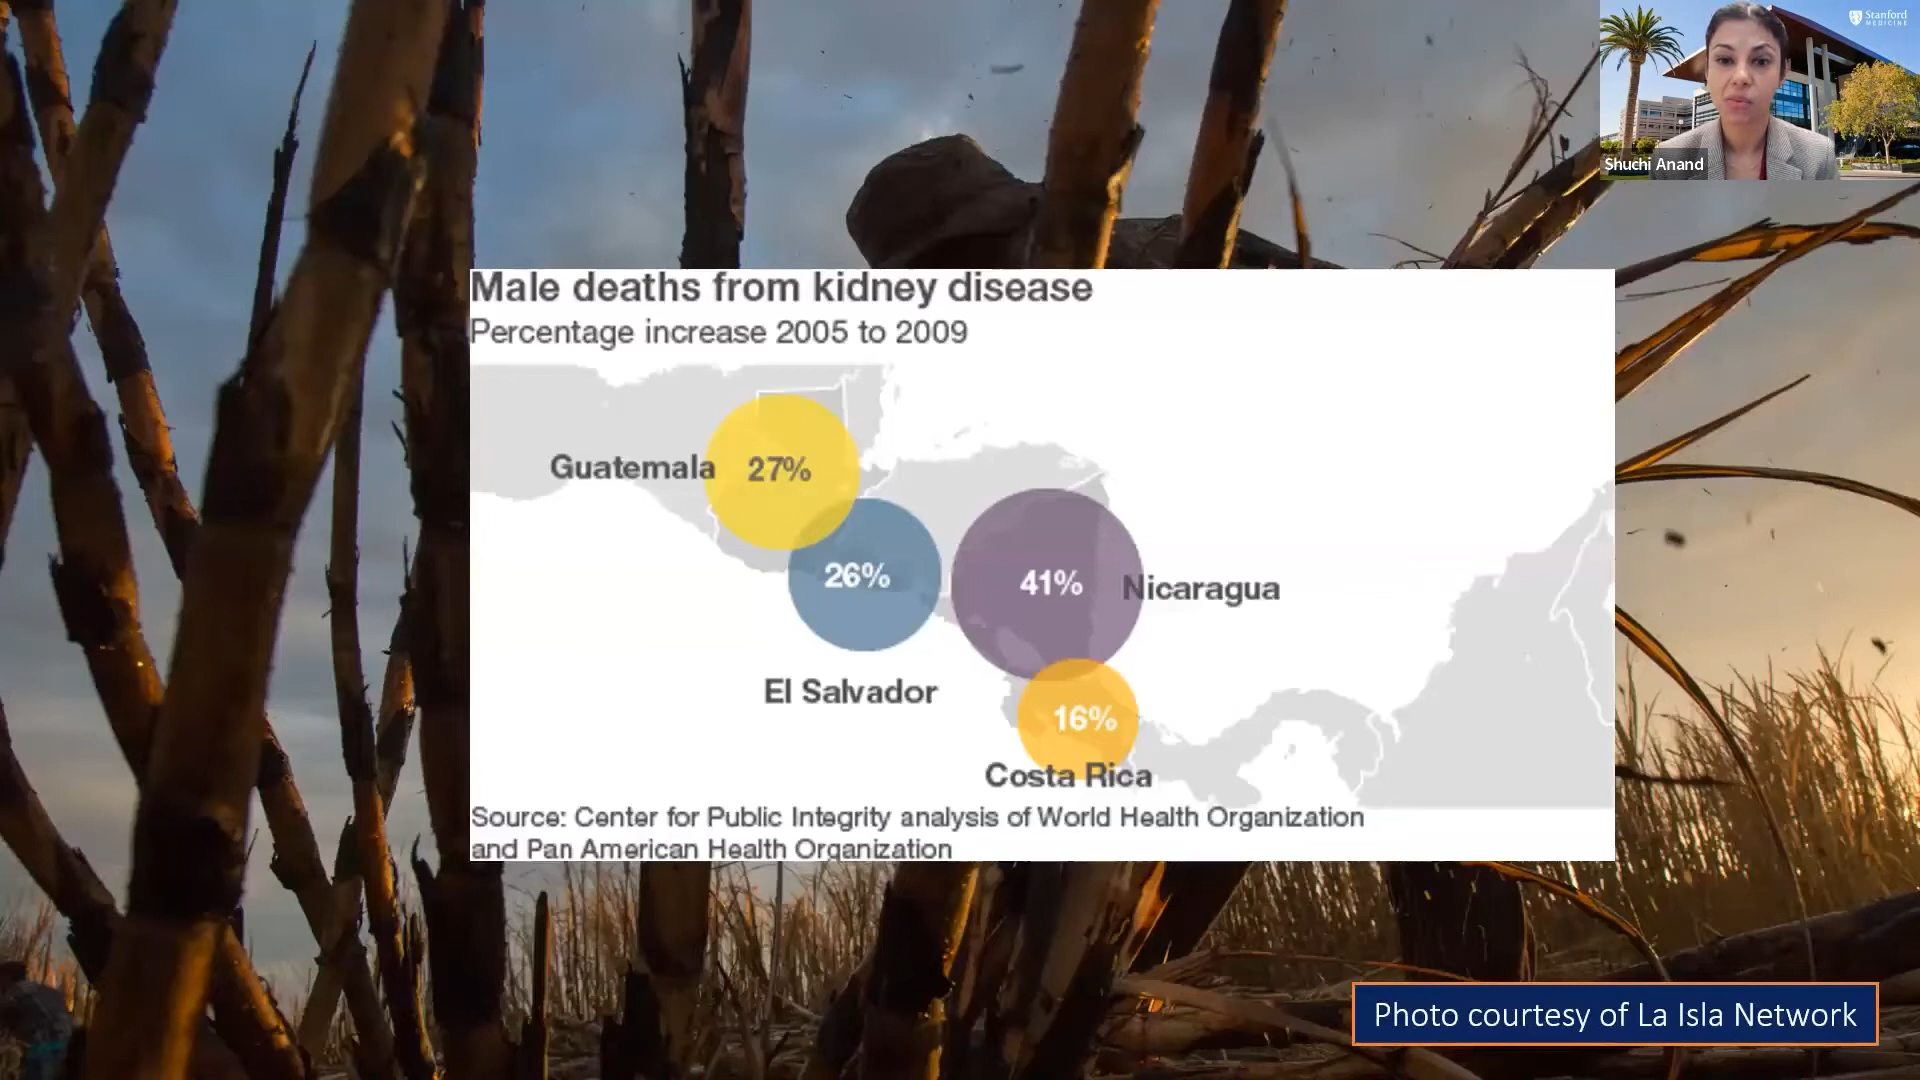 Stanford
MEDICINE
Shuchi Anand
Male deaths from kidney disease
Percentage increase 2005 to 2009
Guatemala 27%
26%
41% Nicaragua
El Salvador
16%
Costa Rica
Source: Center for Public Integrity analysis of World Health Organization
and Pan American Health Organization
Photo courtesy of La Isla Network